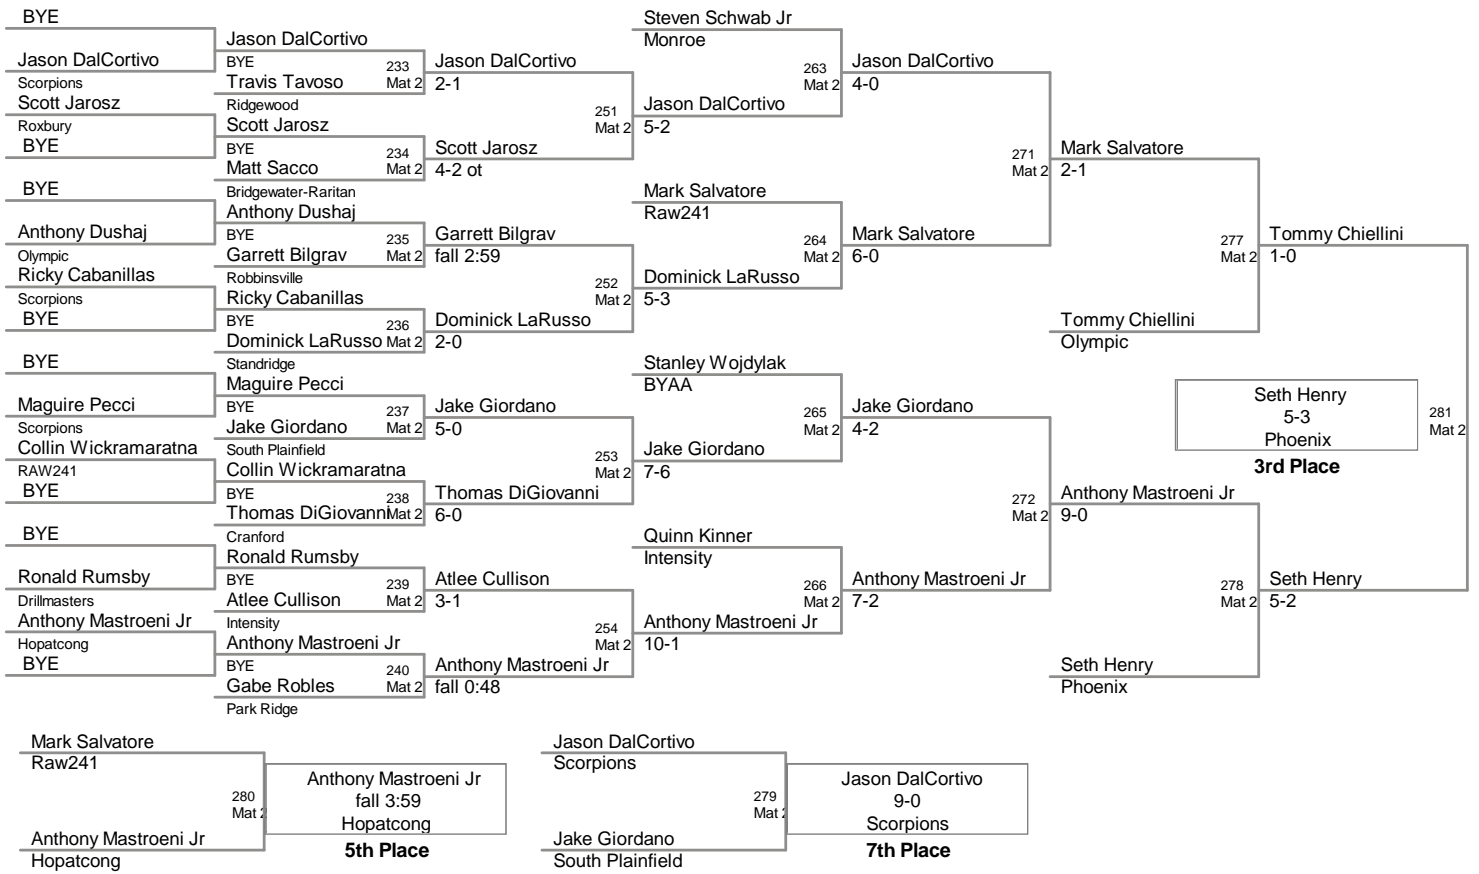 BYE
Jason DalCortivo
Scorpions
Scott Jarosz
Roxbury
BYE
BYE
Anthony Dushaj
Olympic
Ricky Cabanillas
Scorpions
BYE
BYE
Maguire Pecci
Scorpions
Collin Wickramaratna
RAW241
BYE
BYE
Ronald Rumsby
Drillmasters
Anthony Mastroeni Jr
Hopatcong
BYE
Jason DalCortivo
BYE
233
Travis Tavoso
Mat 2
Ridgewood
Scott Jarosz
BYE
234
Matt Sacco
Mat 2
Bridgewater-Raritan
Anthony Dushaj
BYE
235
Garrett Bilgrav
Mat 2
Robbinsville
Ricky Cabanillas
BYE
236
Dominick LaRusso
Mat 2
Standridge
Maguire Pecci
BYE
237
Jake Giordano
Mat 2
South Plainfield
Collin Wickramaratna
BYE
238
Thomas DiGiovanni
Mat 2
Cranford
Ronald Rumsby
BYE
239
Atlee Cullison
Mat 2
Intensity
Anthony Mastroeni Jr
BYE
240
Gabe Robles
Mat 2
Park Ridge
Jason DalCortivo
2-1
251
Mat 2
Scott Jarosz
4-2 ot
Garrett Bilgrav
fall 2:59
252
Mat 2
Dominick LaRusso
2-0
Jake Giordano
5-0
253
Mat 2
Thomas DiGiovanni
6-0
Atlee Cullison
3-1
254
Mat 2
Anthony Mastroeni Jr
fall 0:48
Steven Schwab Jr
Monroe
263
Mat 2
Jason DalCortivo
5-2
Mark Salvatore
Raw241
264
Mat 2
Dominick LaRusso
5-3
Stanley Wojdylak
BYAA
265
Mat 2
Jake Giordano
7-6
Quinn Kinner
Intensity
266
Mat 2
Anthony Mastroeni Jr
10-1
Jason DalCortivo
4-0
271
Mat 2
Mark Salvatore
6-0
Jake Giordano
4-2
272
Mat 2
Anthony Mastroeni Jr
7-2
Mark Salvatore
2-1
277
Mat 2
Tommy Chiellini
Olympic
Anthony Mastroeni Jr
9-0
278
Mat 2
Seth Henry
Phoenix
Tommy Chiellini
1-0
Seth Henry
5-3
Phoenix
3rd Place
281
Mat 2
Seth Henry
5-2
Mark Salvatore
Raw241
280
Mat 2
Anthony Mastroeni Jr
Hopatcong
Anthony Mastroeni Jr
fall 3:59
Hopatcong
5th Place
Jason DalCortivo
Scorpions
279
Mat 2
Jake Giordano
South Plainfield
Jason DalCortivo
9-0
Scorpions
7th Place